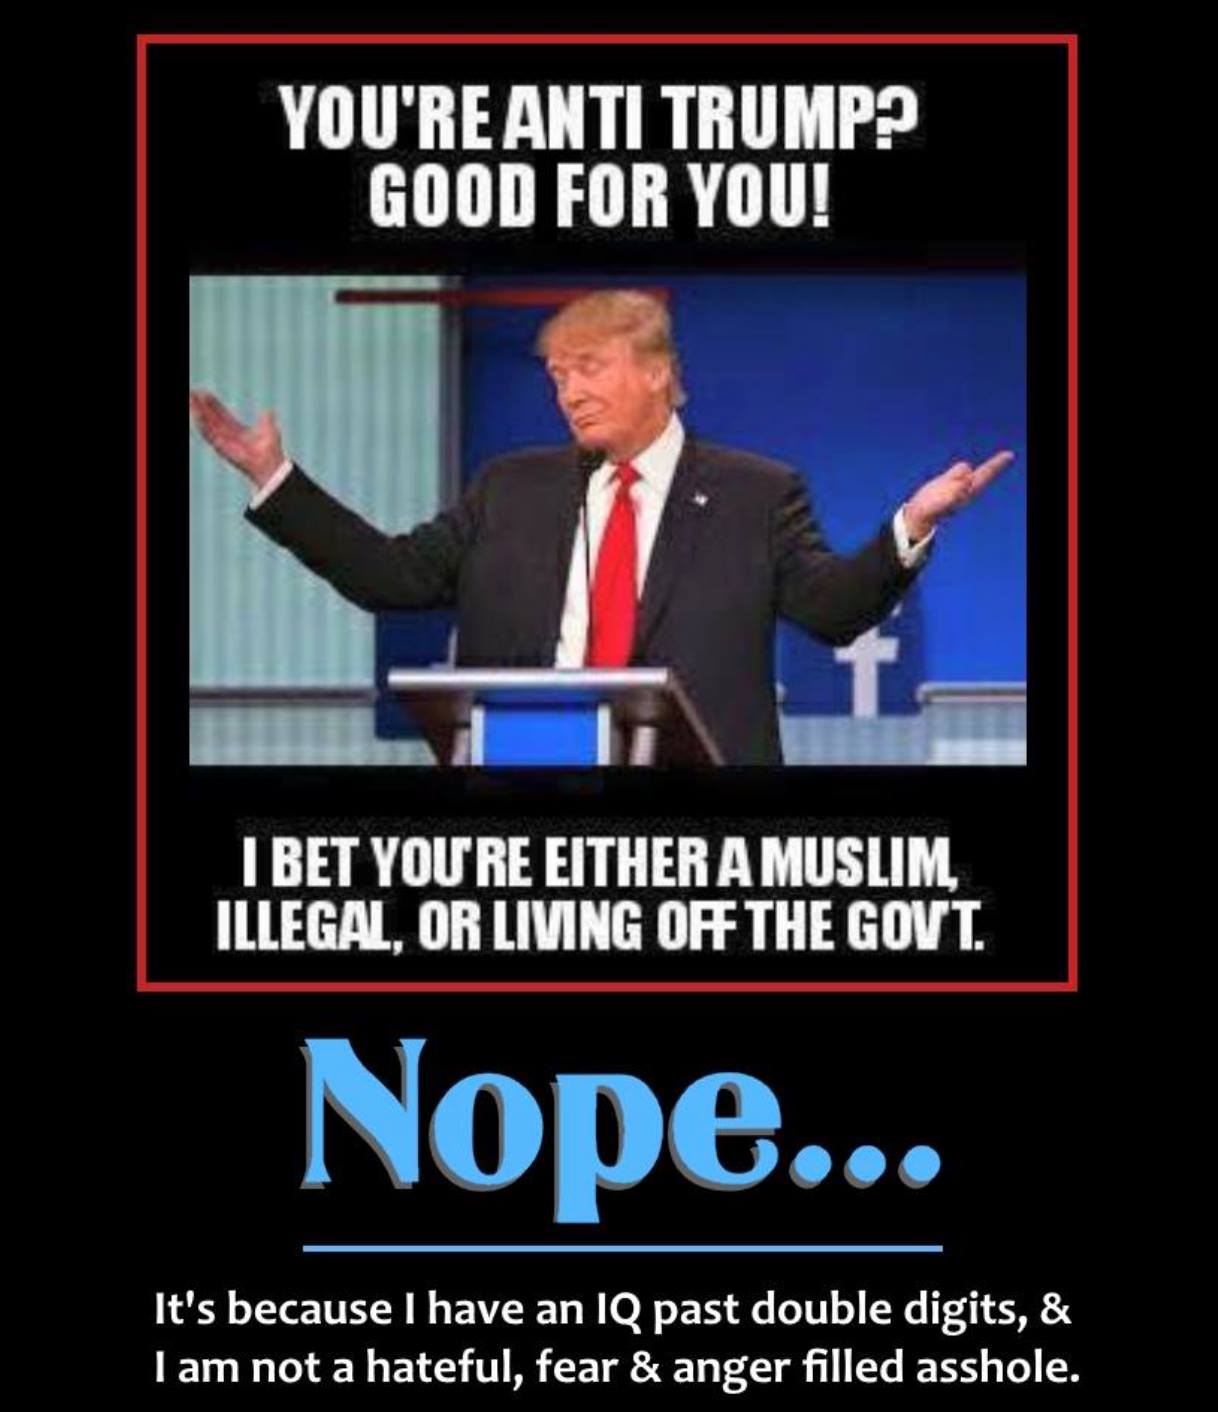 YOU'RE ANTI TRUMP?
GOOD FOR YOU!
f
I BET YOU'RE EITHER A MUSLIM,
ILLEGAL, OR LIVING OFF THE GOV'T.
Nope...
It's because I have an IQ past double digits, &
I am not a hateful, fear & anger filled asshole.